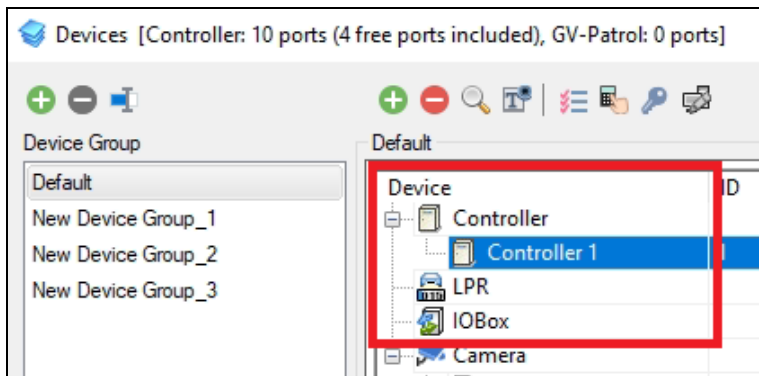 Devices [Controller: 10 ports (4 free ports included), GV-Patrol: 0 ports]
Device Group
Default
New Device Group_1
New Device Group_2
New Device Group_3
Default
Device
ID
Controller
Controller 1
1
LPR
IOBox
Camera